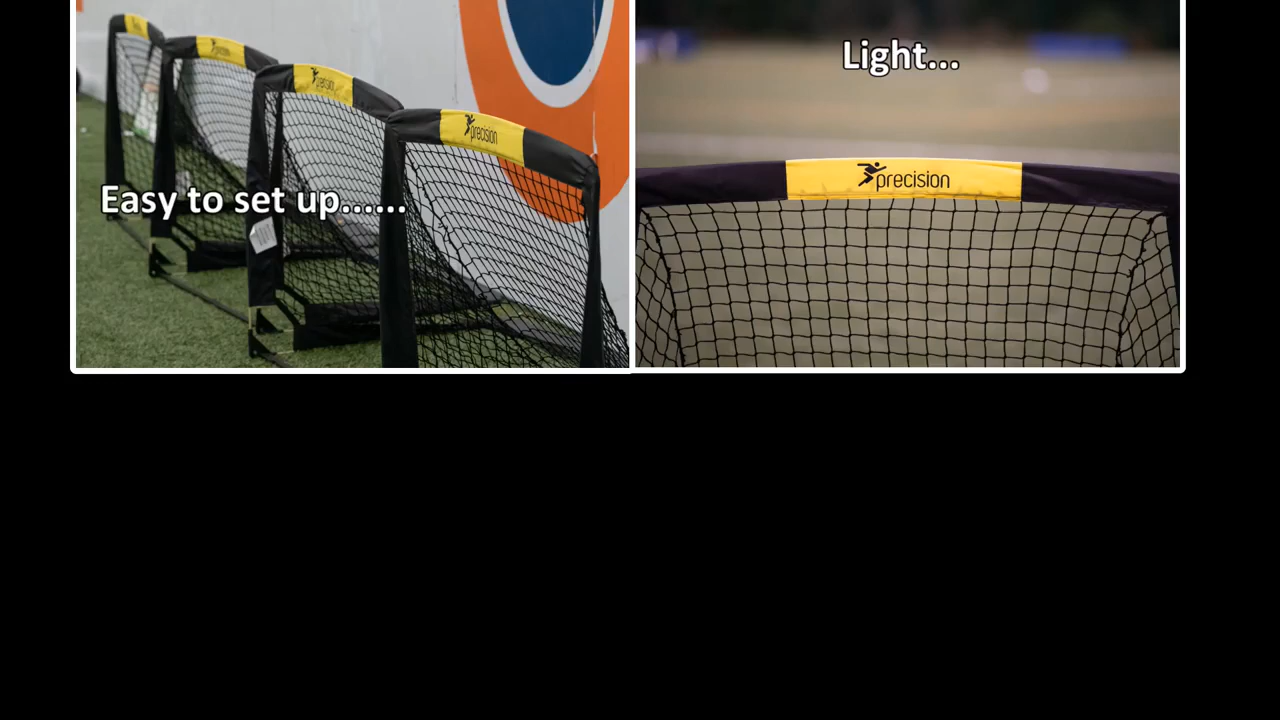 Light...
precision
precision
precision
precision
Easy to set up......